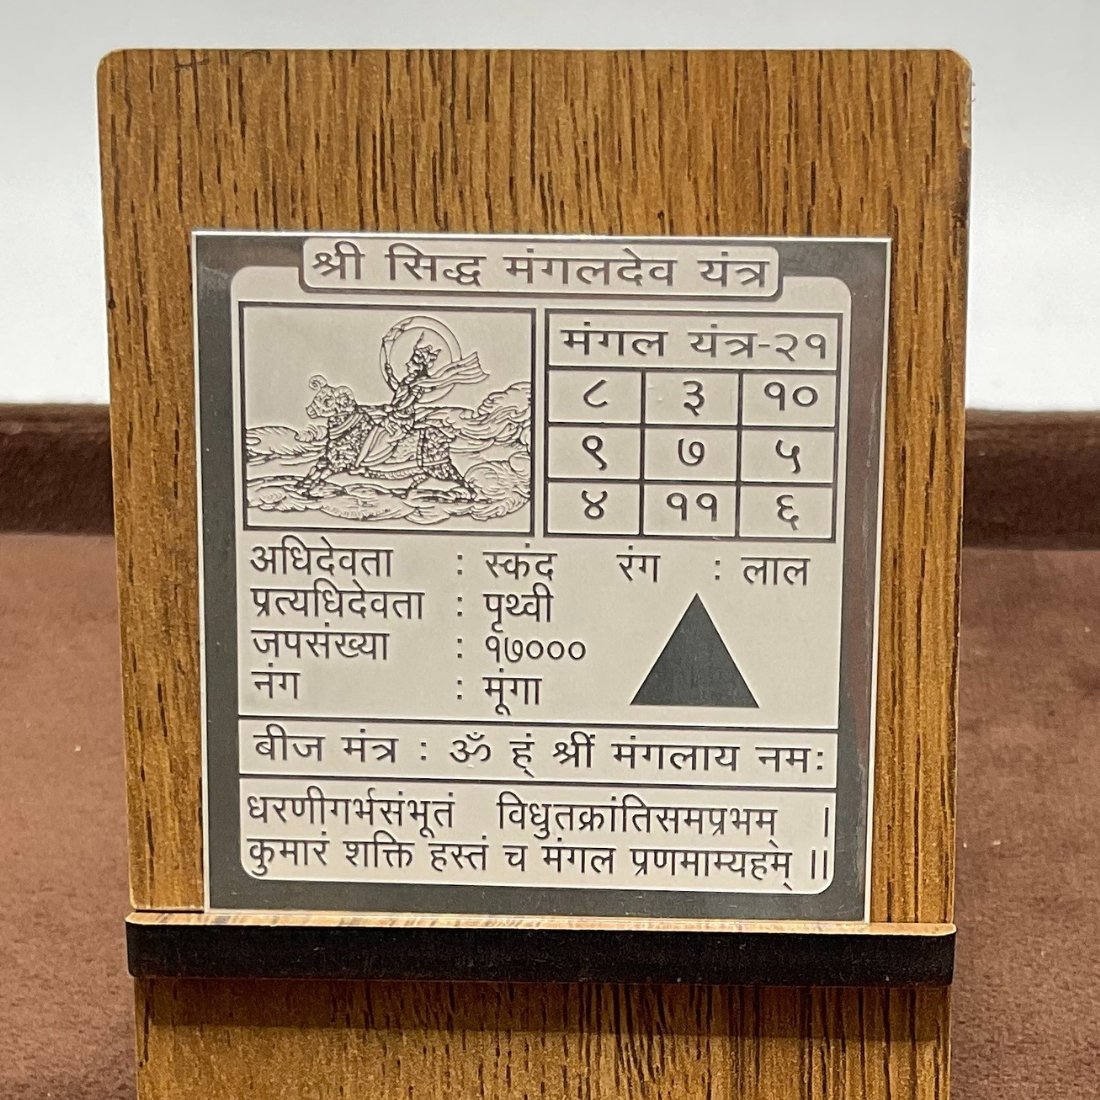 श्री सिद्ध मंगलदेव यंत्र
मंगल यंत्र-२१
८ ३ १०
९ ७ ५
४ ११ ६
अधिदेवता : स्कंद रंग : लाल
प्रत्यधिदेवता : पृथ्वी
जपसंख्या : १७०००
नंग : मूंगा
बीज मंत्र : ॐ हं् श्रीं मंगलाय नमः
धरणीगर्भसंभूतं विधुतक्रांतिसमप्रभम् ।
कुमारं शक्ति हस्तं च मंगल प्रणमाम्यहम् ॥